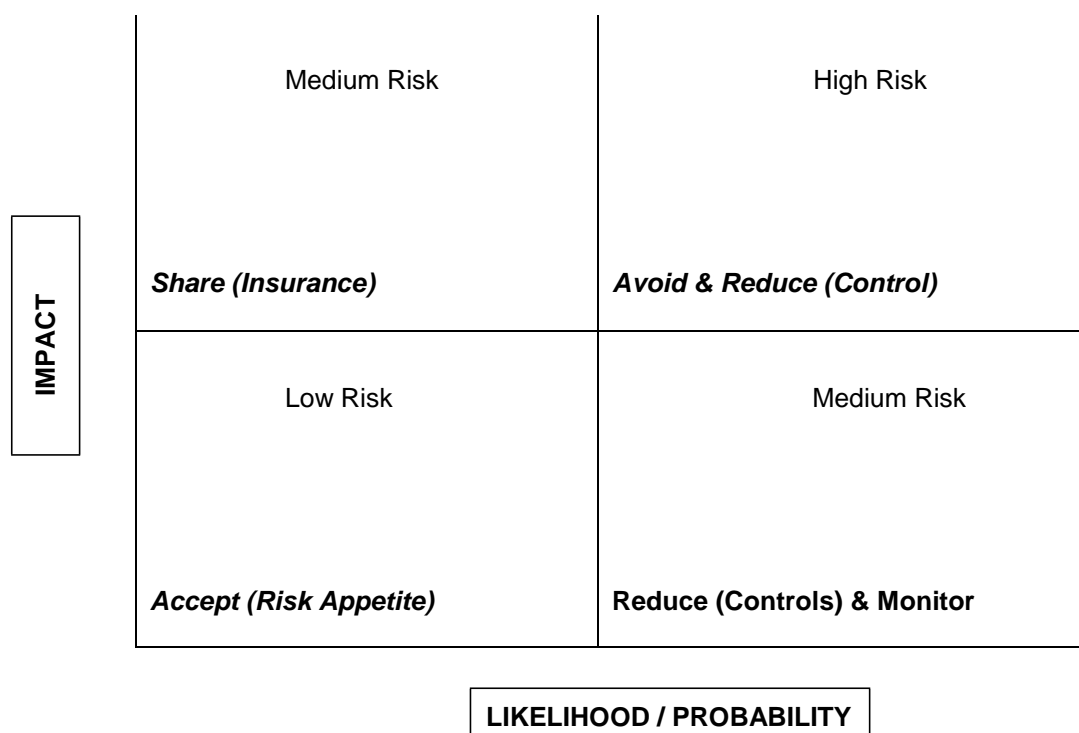 Medium Risk
High Risk
Share (Insurance)
Avoid & Reduce (Control)
IMPACT
Low Risk
Medium Risk
Accept (Risk Appetite)
Reduce (Controls) & Monitor
LIKELIHOOD / PROBABILITY